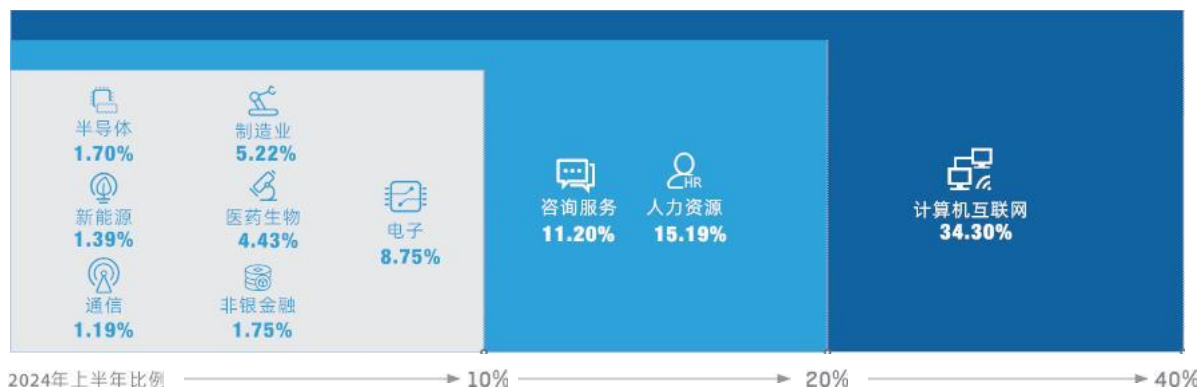 半导体
1.70%
制造业
5.22%
新能源
1.39%
医药生物
4.43%
通信
1.19%
非银金融
1.75%
电子
8.75%
咨询服务
11.20%
HR
人力资源
15.19%
计算机互联网
34.30%
2024年上半年比例
10%
20%
40%